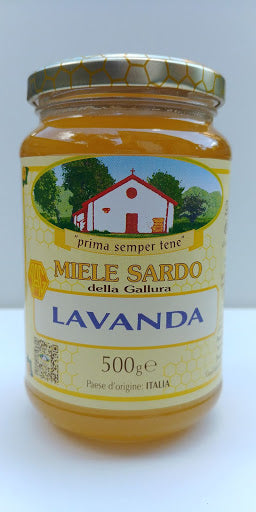 "prima semper tene"
MIELE SARDO
della Gallura
LAVANDA
500g ℮
Paese d'origine: ITALIA